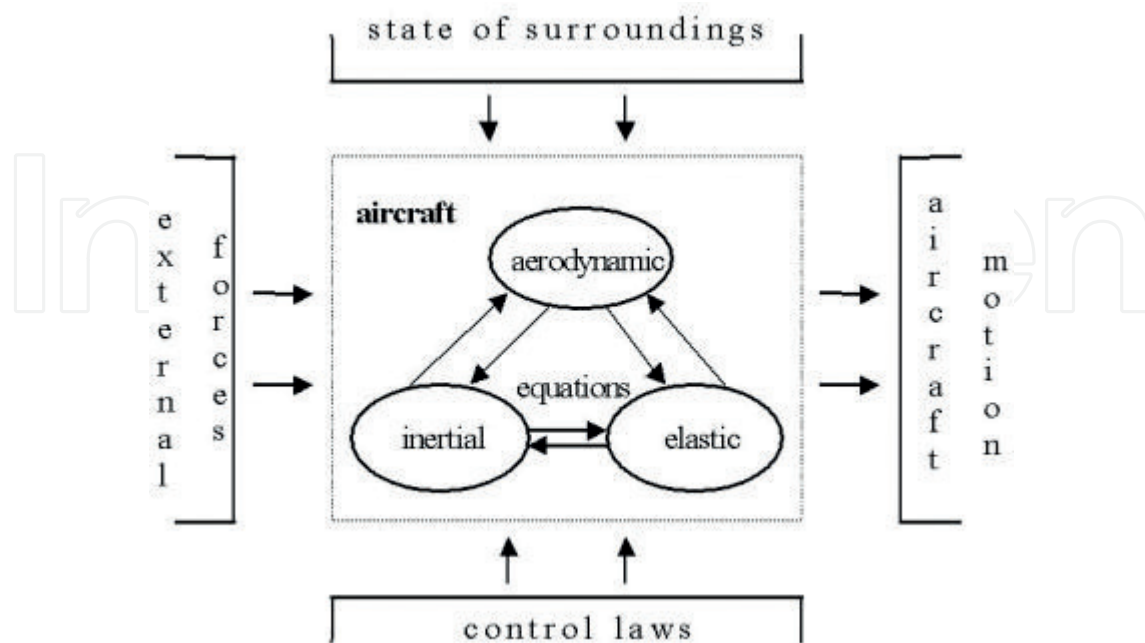 state of surroundings
external
forces
aircraft
aerodynamic
equations
inertial
elastic
aircraft
motion
control laws